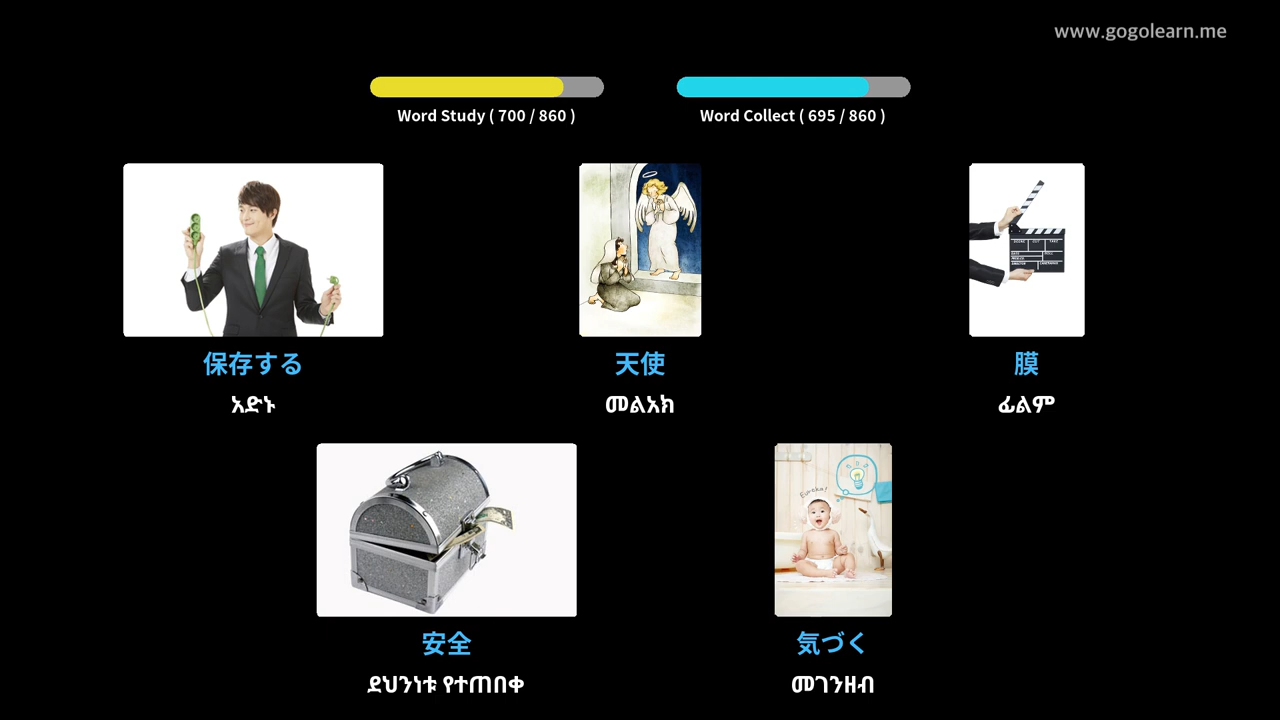 www.gogolearn.me
Word Study ( 700 / 860 )
Word Collect ( 695 / 860 )
保存する
አድኑ
天使
መልአክ
膜
ፊልም
安全
ደህንነቱ የተጠበቀ
気づく
መገንዘብ